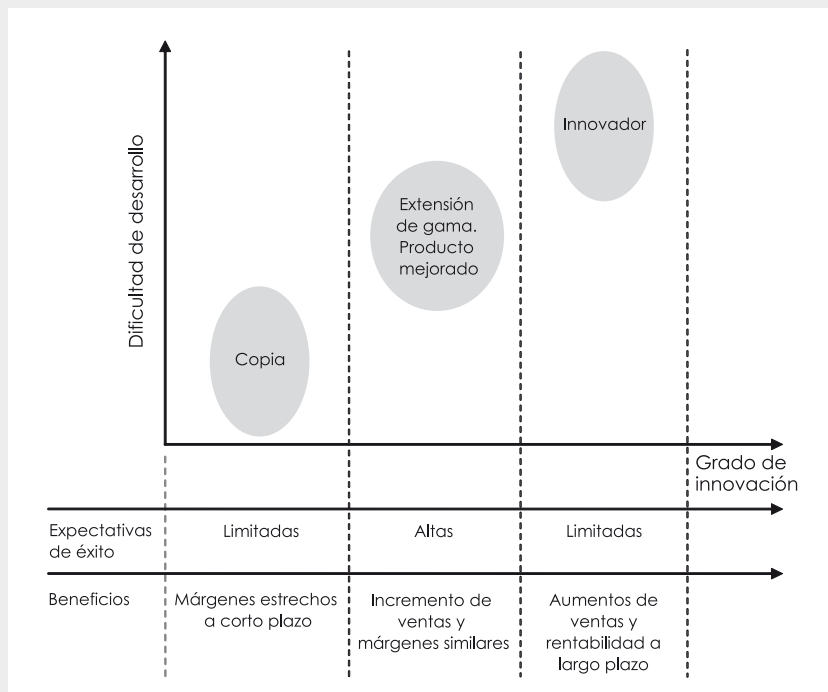 Dificultad de desarrollo
Innovador
Extensión
de gama.
Producto
mejorado
Copia
Grado de
innovación
Expectativas
de éxito
Limitadas
Altas
Limitadas
Beneficios
Márgenes estrechos
a corto plazo
Incremento de
ventas y
márgenes similares
Aumentos de
ventas y
rentabilidad a
largo plazo